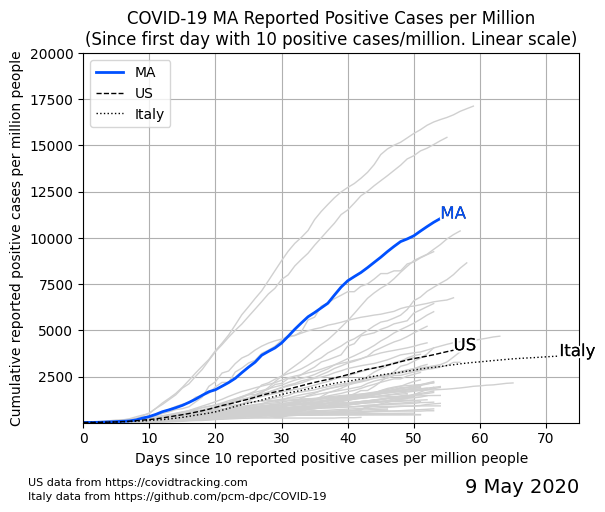 COVID-19 MA Reported Positive Cases per Million
(Since first day with 10 positive cases/million. Linear scale)
Cumulative reported positive cases per million people
20000
17500
15000
12500
10000
7500
5000
2500
MA
US
Italy
MA
US
Italy
0 10 20 30 40 50 60 70
Days since 10 reported positive cases per million people
US data from https://covidtracking.com
Italy data from https://github.com/pcm-dpc/COVID-19
9 May 2020